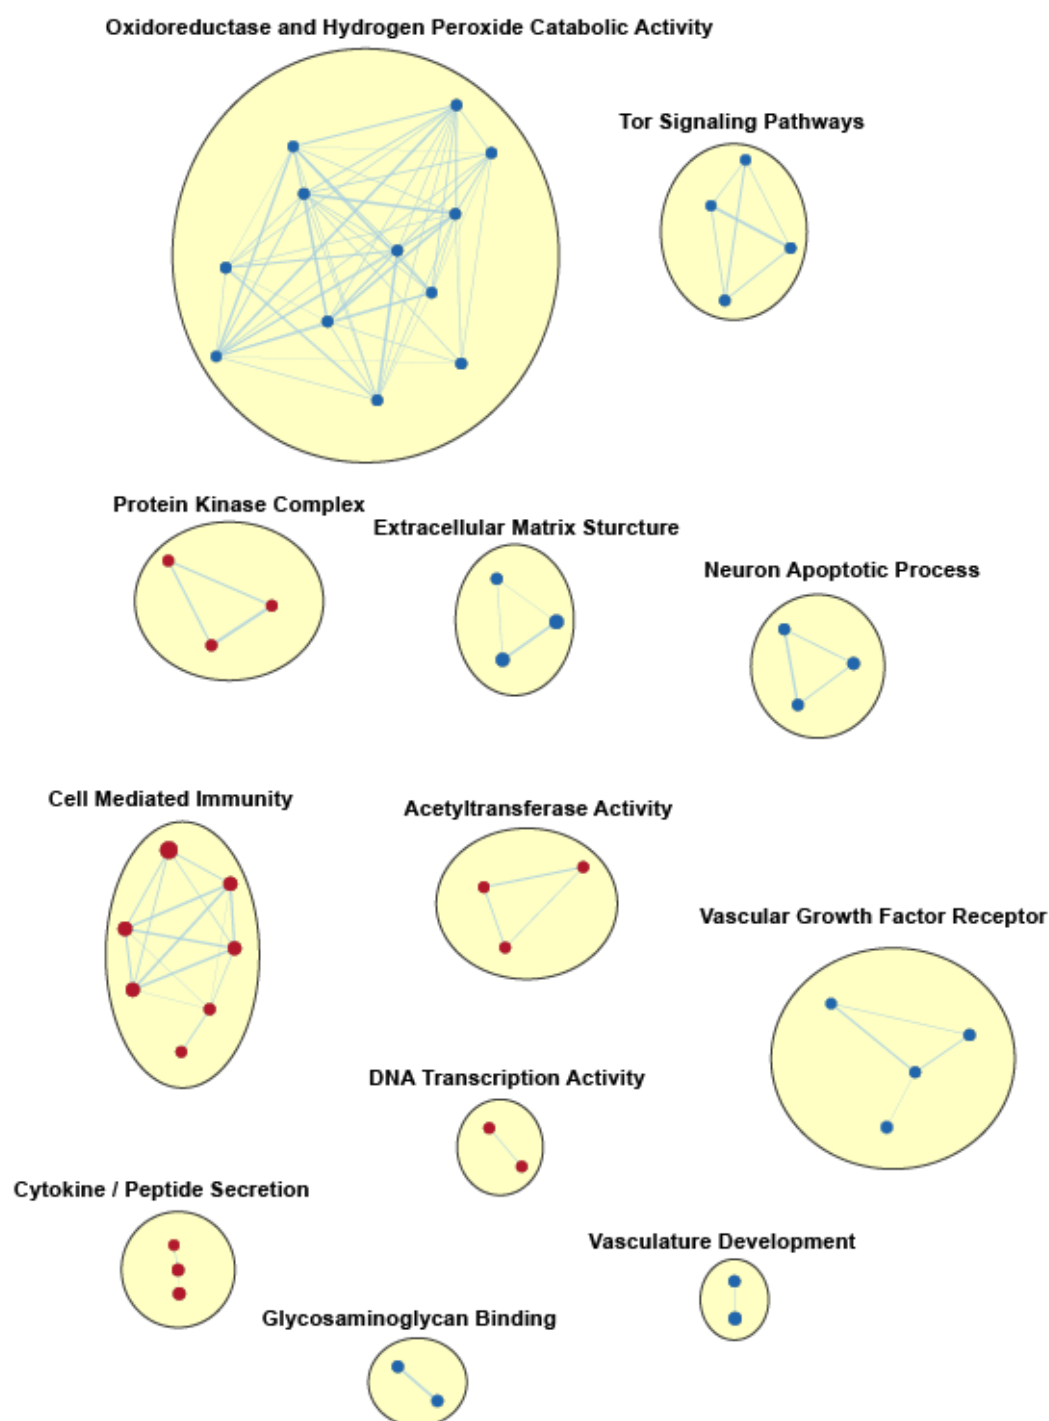 Oxidoreductase and Hydrogen Peroxide Catabolic Activity
Tor Signaling Pathways
Protein Kinase Complex
Extracellular Matrix Sturcture
Neuron Apoptotic Process
Cell Mediated Immunity
Acetyltransferase Activity
Vascular Growth Factor Receptor
DNA Transcription Activity
Cytokine / Peptide Secretion
Vasculature Development
Glycosaminoglycan Binding